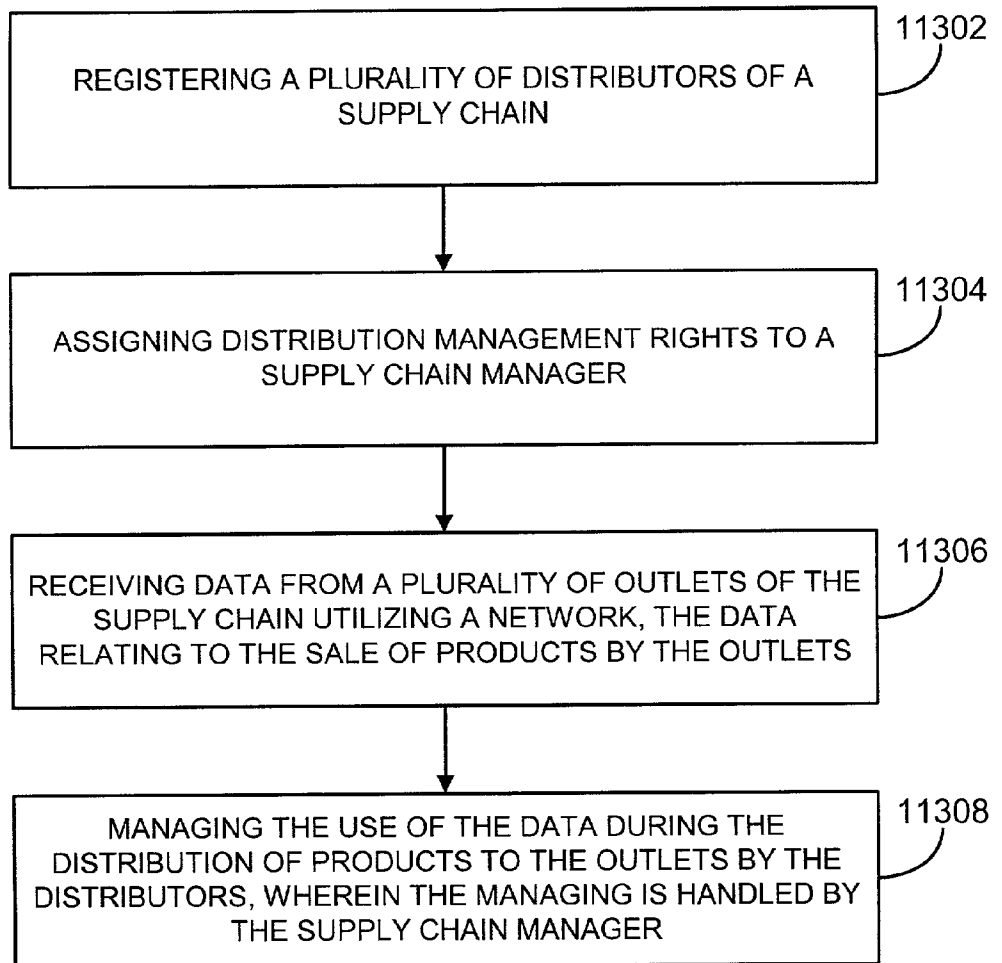 11302
REGISTERING A PLURALITY OF DISTRIBUTORS OF A
SUPPLY CHAIN
11304
ASSIGNING DISTRIBUTION MANAGEMENT RIGHTS TO A
SUPPLY CHAIN MANAGER
11306
RECEIVING DATA FROM A PLURALITY OF OUTLETS OF THE
SUPPLY CHAIN UTILIZING A NETWORK, THE DATA
RELATING TO THE SALE OF PRODUCTS BY THE OUTLETS
11308
MANAGING THE USE OF THE DATA DURING THE
DISTRIBUTION OF PRODUCTS TO THE OUTLETS BY THE
DISTRIBUTORS, WHEREIN THE MANAGING IS HANDLED BY
THE SUPPLY CHAIN MANAGER